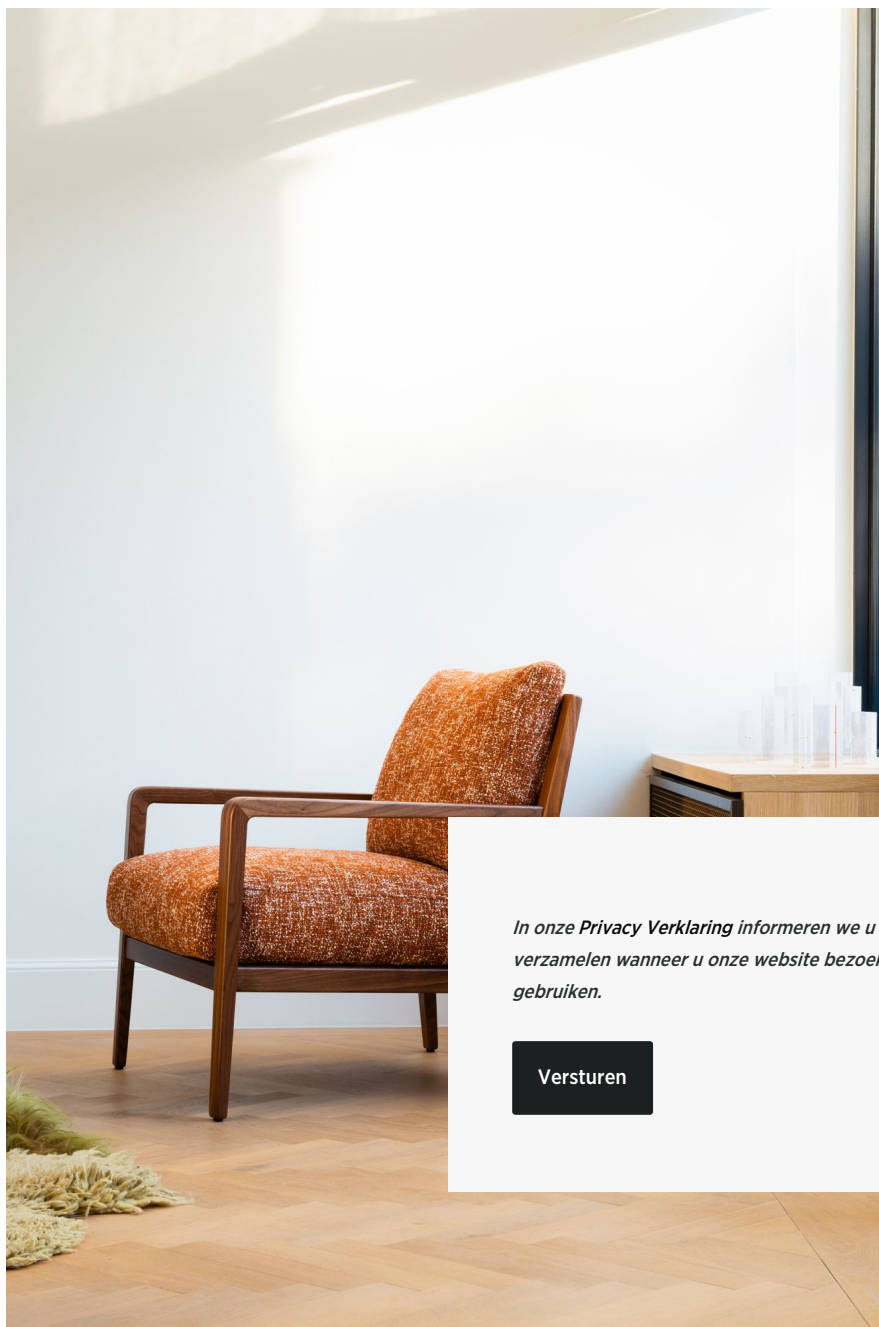 In onze Privacy Verklaring informeren we u
verzamelen wanneer u onze website
gebruiken.
Versturen